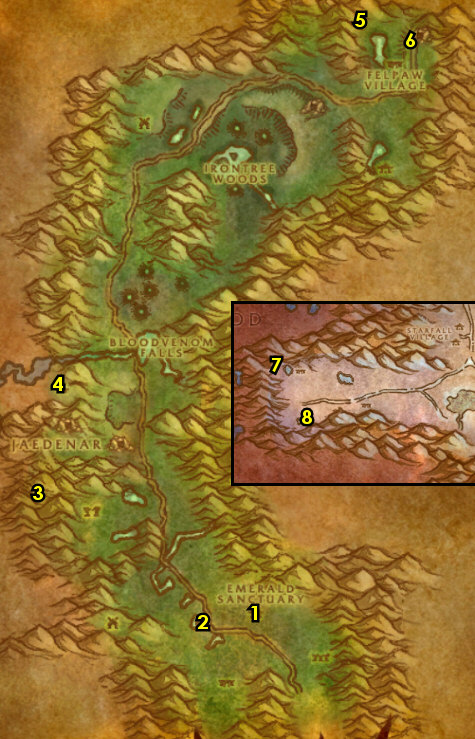 5
6
FELPAW
VILLAGE
IRONTREE
WOODS
BLOODVENOM
FALLS
OD
STARFALL
VILLAGE
7
8
4
JAEDENAR
3
EMERALD
SANCTUARY
1
2